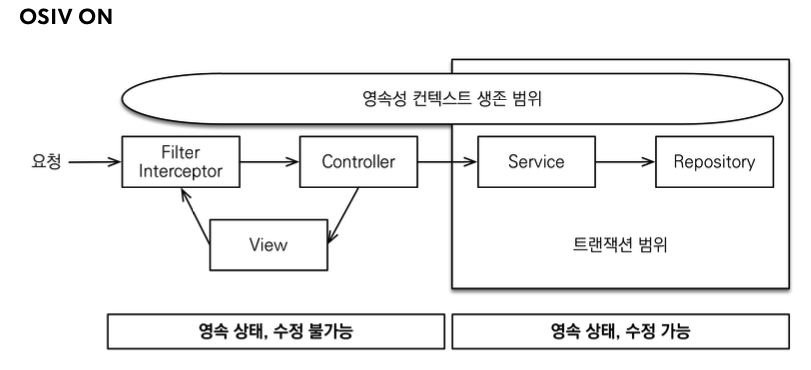 OSIV ON
영속성 컨텍스트 생존 범위
요청
Filter
Interceptor
Controller
Service
Repository
View
트랜잭션 범위
영속 상태, 수정 불가능
영속 상태, 수정 가능